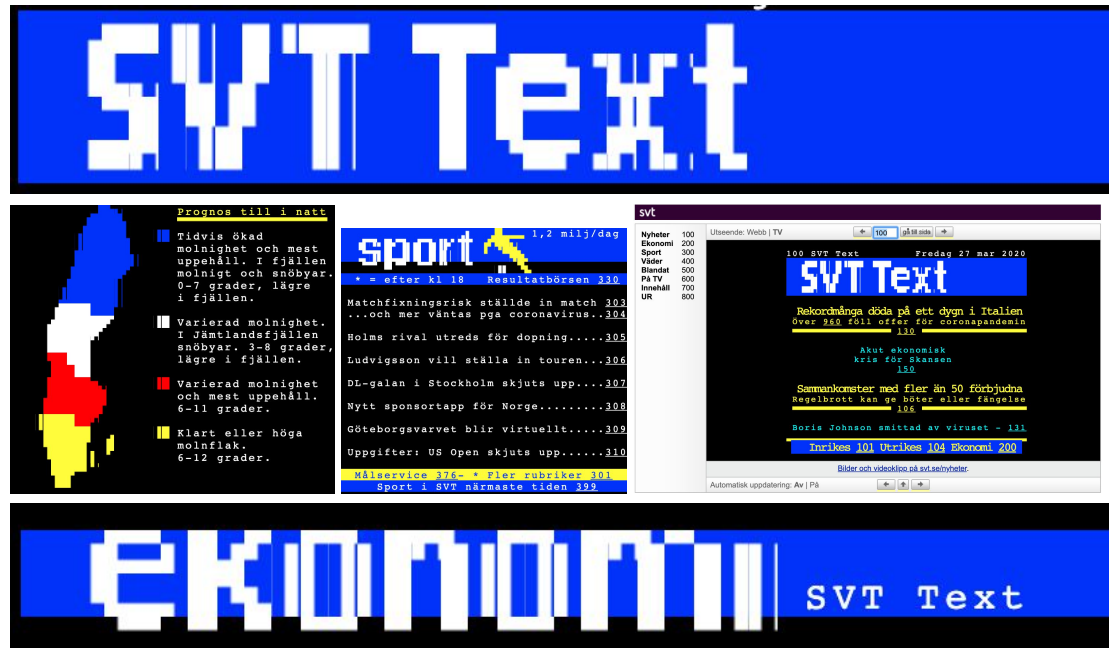 SVT Text
Prognos till i natt
Tidvis ökad
molnighet och mest
uppehåll. I fjällen
molnigt och snöbyar.
0-7 grader, lägre
i fjällen.
Varierad molnighet.
I Jämtlandsfjällen
snöbyar. 3-8 grader,
lägre i fjällen.
Varierad molnighet
och mest uppehåll.
6-11 grader.
Klart eller höga
molnflak.
6-12 grader.
sport 1,2 milj/dag
* = efter kl 18 Resultatbörsen 330
Matchfixningsrisk ställde in match 303
...och mer väntas pga coronavirus..304
Holms rival utreds för dopning.....305
Ludvigsson vill ställa in touren...306
DL-galan i Stockholm skjuts upp....307
Nytt sponsortapp för Norge.........308
Göteborgsvarvet blir virtuellt.....309
Uppgifter: US Open skjuts upp......310
Målservice 376- * Fler rubriker 301
Sport i SVT närmaste tiden 399
svt
Nyheter 100
Ekonomi 200
Sport 300
Väder 400
Blandat 500
På TV 600
Innehåll 700
UR 800
Utseende: Webb | TV 100 gå till sida
100 SVT Text Fredag 27 mar 2020
SVT Text
Rekordmånga döda på ett dygn i Italien
Över 960 föll offer för coronapandemin
130
Akut ekonomisk
kris för Skansen
150
Sammankomster med fler än 50 förbjudna
Regelbrott kan ge böter eller fängelse
106
Boris Johnson smittad av viruset - 131
Inrikes 101 Utrikes 104 Ekonomi 200
Bilder och videoklipp på svt.se/nyheter.
Automatisk uppdatering: Av | På
ekonomi SVT Text